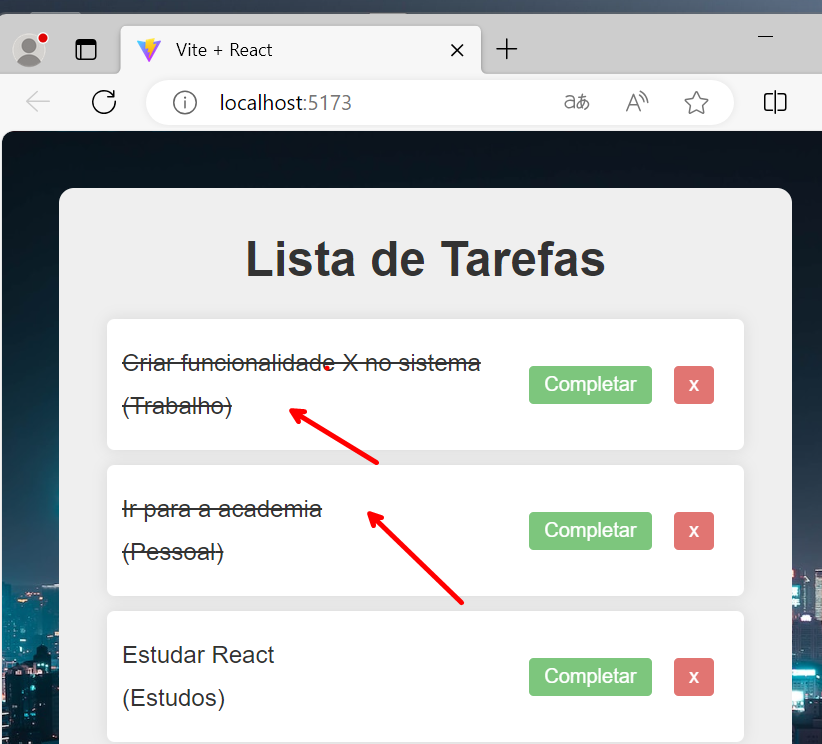 Vite + React
localhost:5173
Lista de Tarefas
Criar funcionalidade X no sistema
(Trabalho)
Completar
x
Ir para a academia
(Pessoal)
Completar
x
Estudar React
(Estudos)
Completar
x